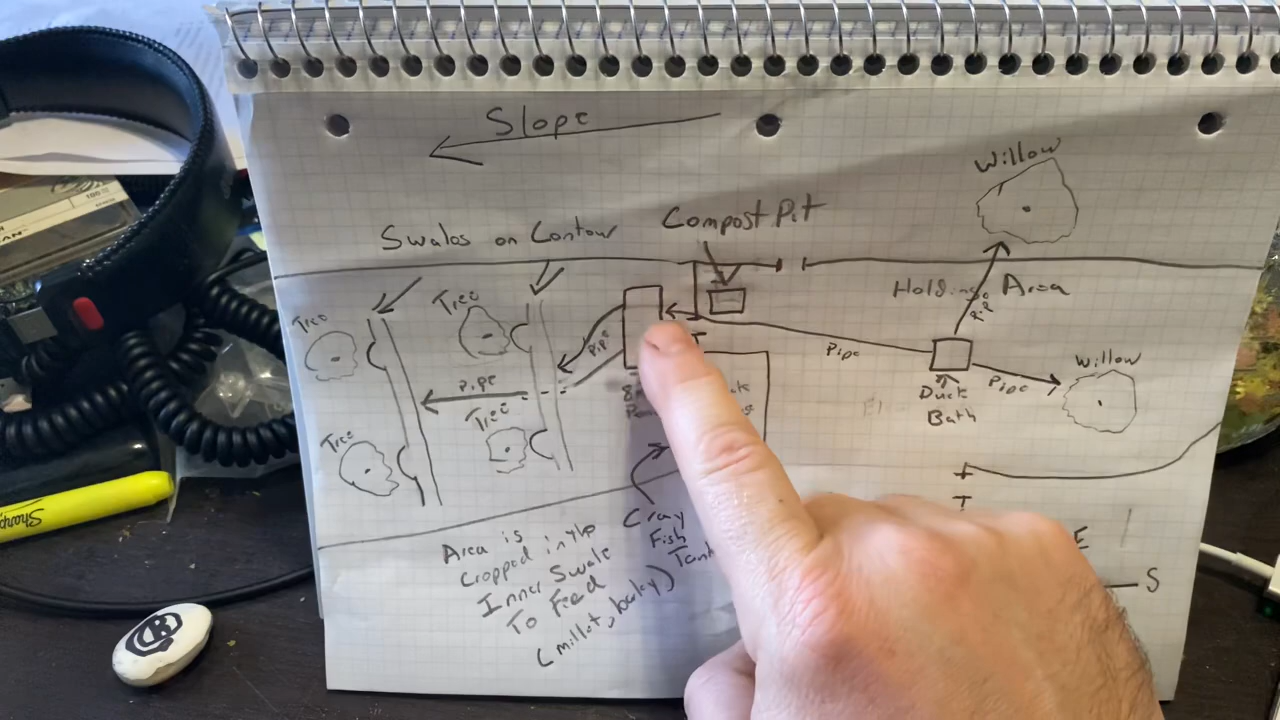 Slope
Willow
Compost Pit
Swales on Contour
Holding Area
Tree
Tree
Pipe
Pipe
Pipe
Willow
Pipe
Pipe
Duck
Bath
Tree
Tree
Cray
Fish
Tank
Area is
Cropped in the
Inner Swale
To Feed
(millet, barley)
E
S
Sharpie